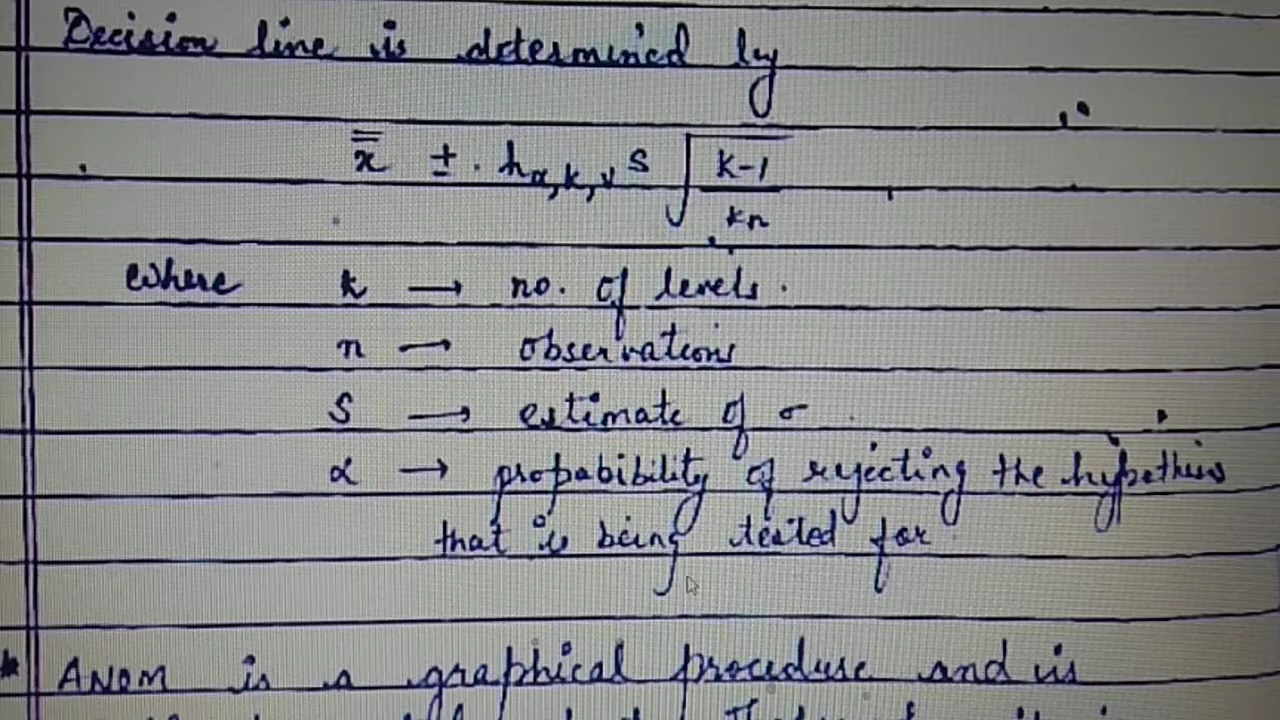 Decision line is determined by
x̿ ± h α,k,ν s √(k-1 / kn)
where k → no. of levels.
n → observations
S → estimate of σ
α → probability of rejecting the hypothesis
that is being tested for
* ANOM is a graphical procedure and is